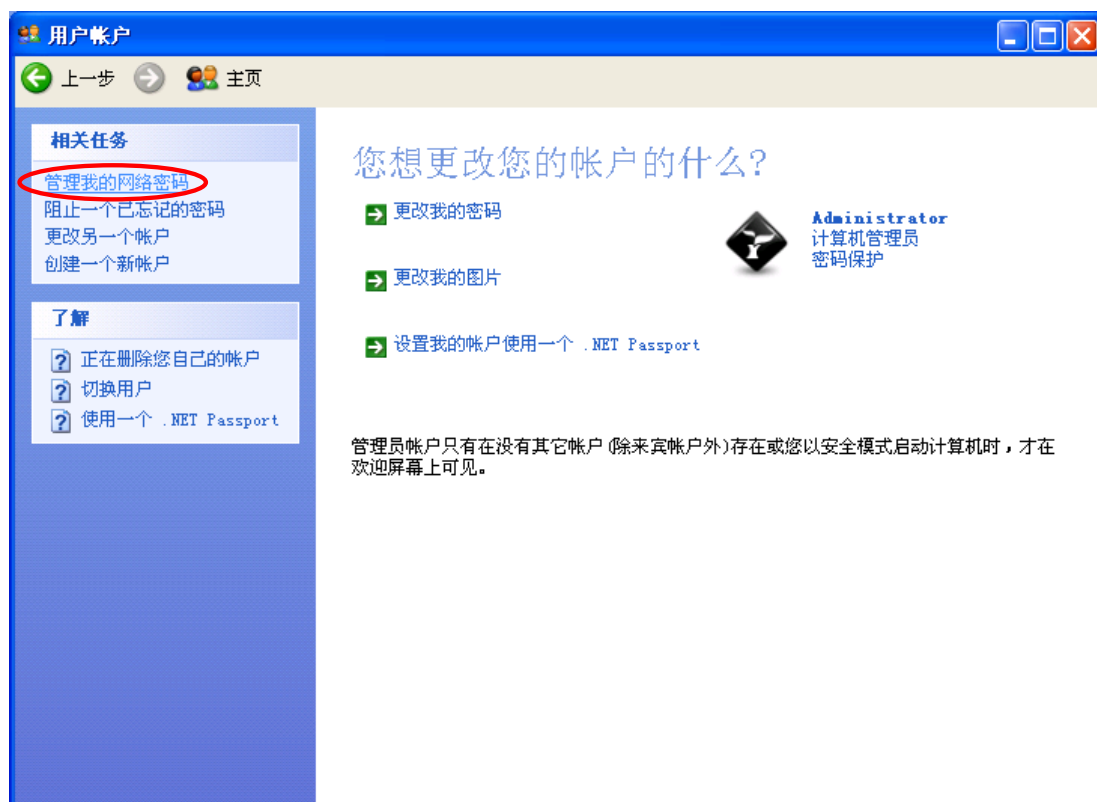 用户帐户
上一步 主页
相关任务
管理我的网络密码
阻止一个已忘记的密码
更改另一个帐户
创建一个新帐户
了解
正在删除您自己的帐户
切换用户
使用一个 .NET Passport
您想更改您的帐户的什么?
更改我的密码
更改我的图片
设置我的帐户使用一个 .NET Passport
Administrator
计算机管理员
密码保护
管理员帐户只有在没有其它帐户(除来宾帐户外)存在或您以安全模式启动计算机时，才在
欢迎屏幕上可见。